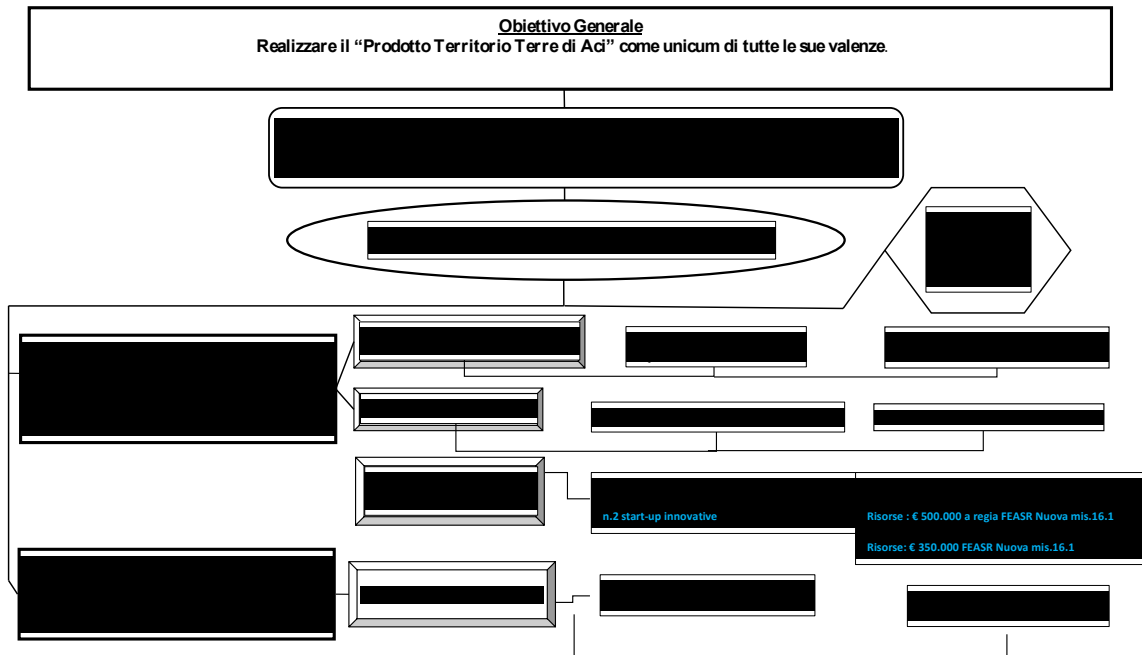 Obiettivo Generale
Realizzare il “Prodotto Territorio Terre di Aci” come unicum di tutte le sue valenze.
n.2 start-up innovative
Risorse : € 500.000 a regia FEASR Nuova mis.16.1
Risorse: € 350.000 FEASR Nuova mis.16.1